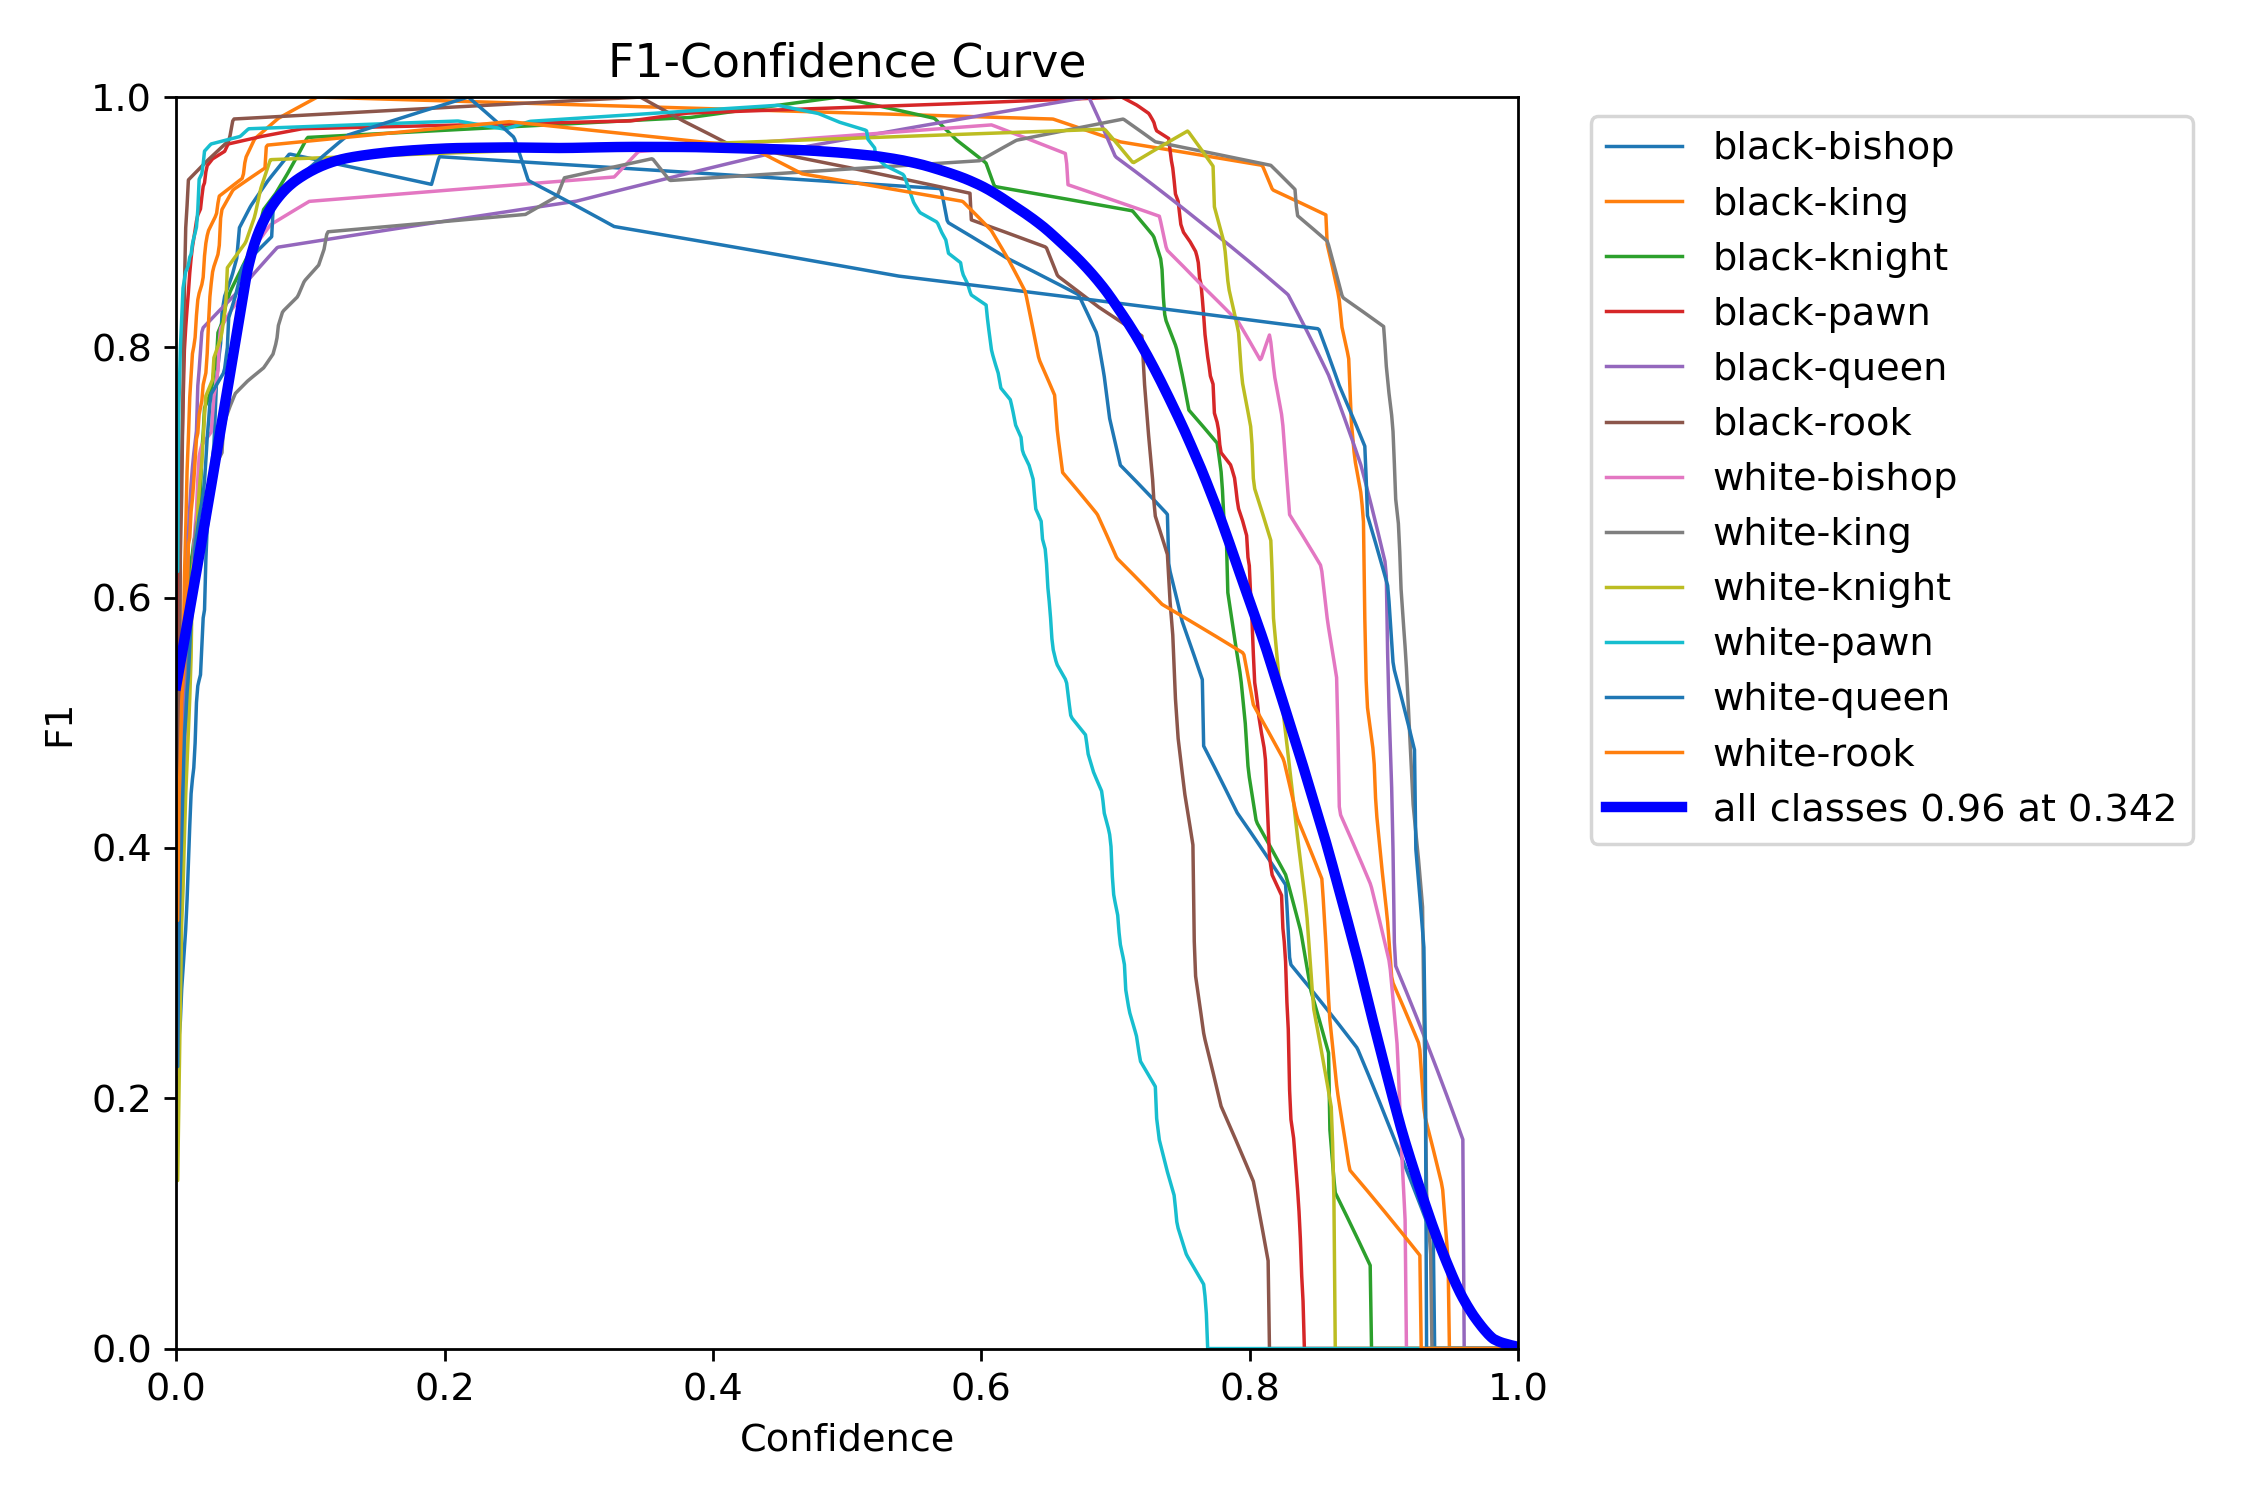 F1-Confidence Curve
1.0
0.8
0.6
0.4
0.2
0.0
F1
0.0 0.2 0.4 0.6 0.8 1.0
Confidence
black-bishop
black-king
black-knight
black-pawn
black-queen
black-rook
white-bishop
white-king
white-knight
white-pawn
white-queen
white-rook
all classes 0.96 at 0.342